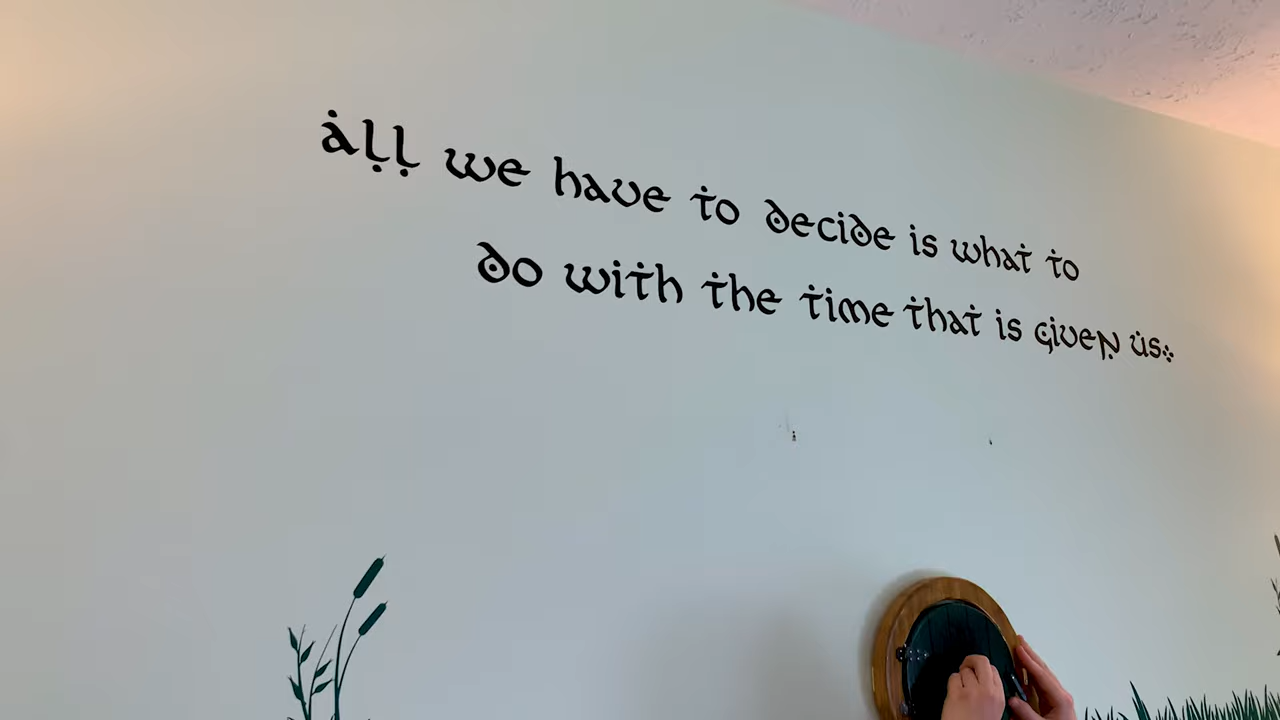 all we have to decide is what to
do with the time that is given us